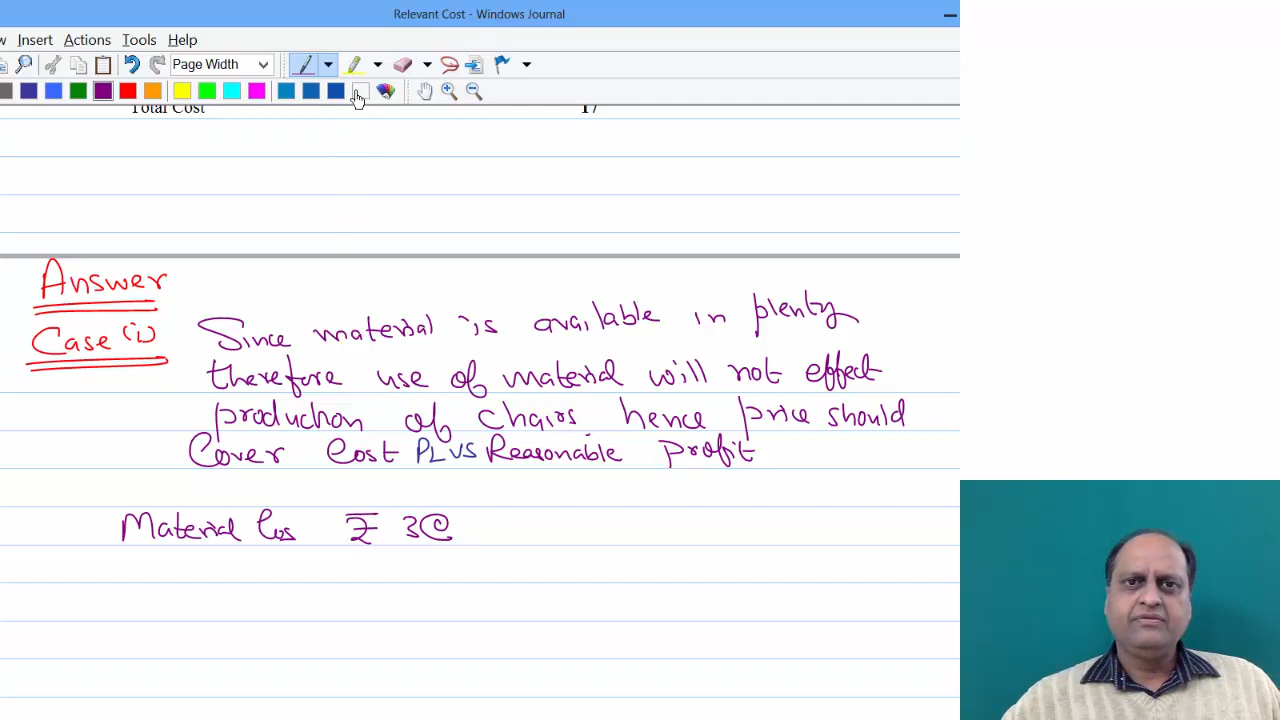 Relevant Cost - Windows Journal
Insert Actions Tools Help
Page Width
Total Cost 17
Answer
Case (i) Since material is available in plenty
therefore use of material will not effect
production of chairs. hence price should
Cover Cost PLUS Reasonable profit
Material Cos ₹ 30